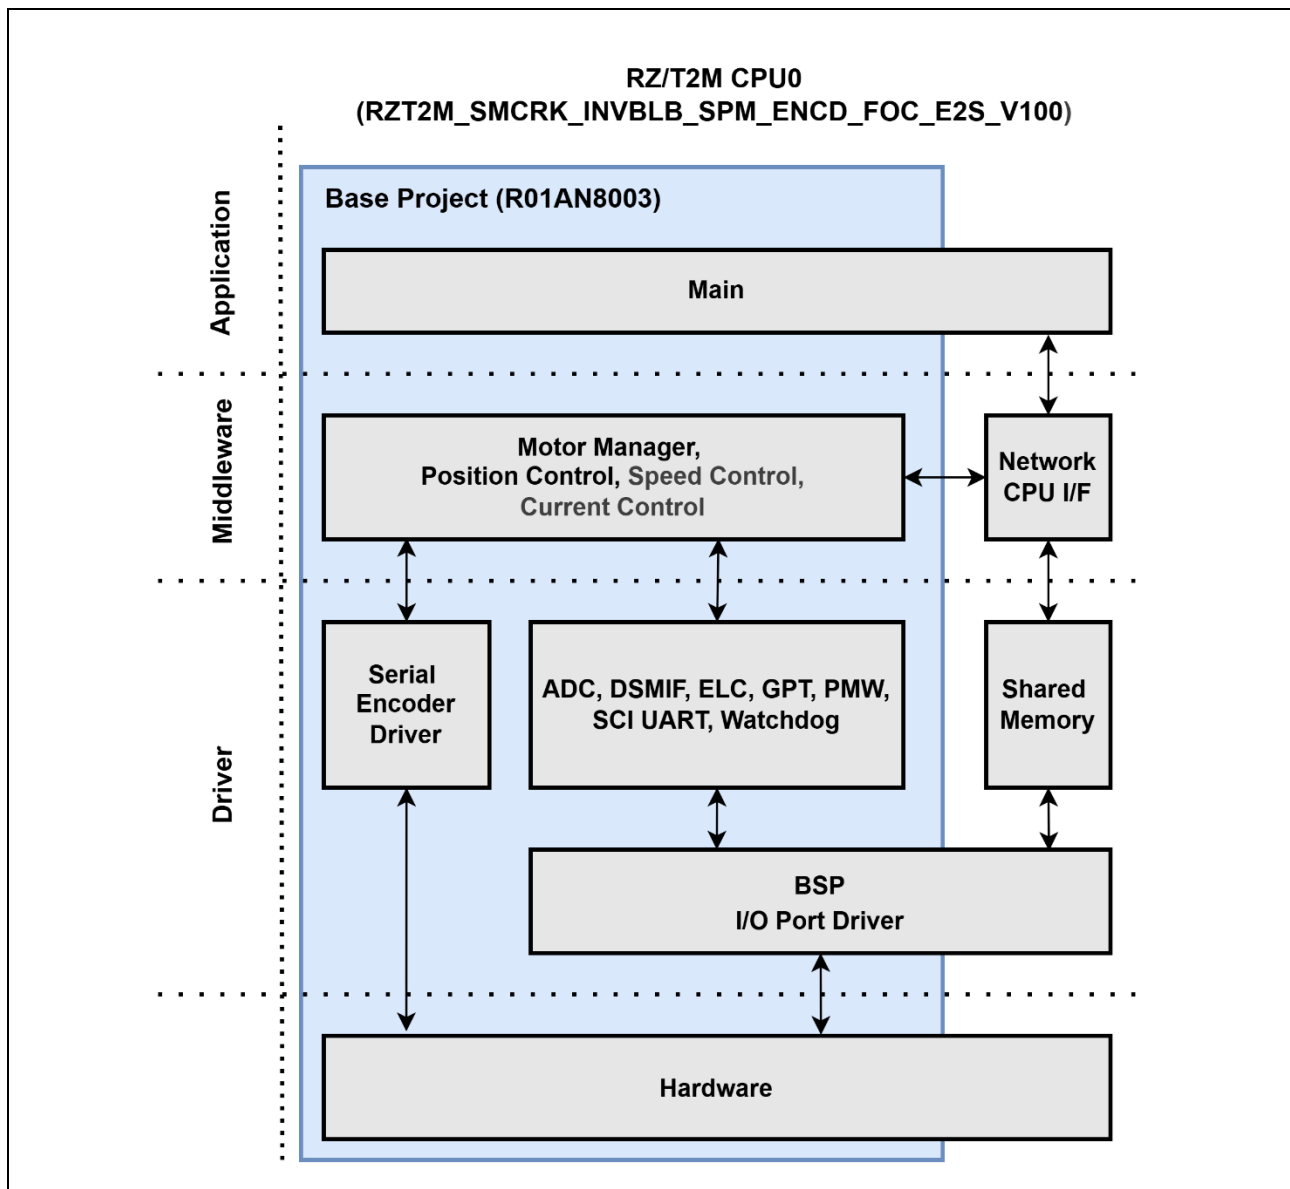 RZ/T2M CPU0
(RZT2M_SMCRK_INVBLB_SPM_ENCD_FOC_E2S_V100)
Application
Base Project (R01AN8003)
Main
Middleware
Motor Manager,
Position Control, Speed Control,
Current Control
Network
CPU I/F
Driver
Serial
Encoder
Driver
ADC, DSMIF, ELC, GPT, PMW,
SCI UART, Watchdog
Shared
Memory
BSP
I/O Port Driver
Hardware